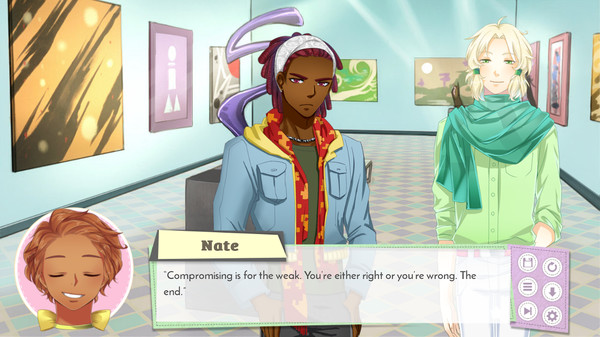 Nate
"Compromising is for the weak. You're either right or you're wrong. The
end."